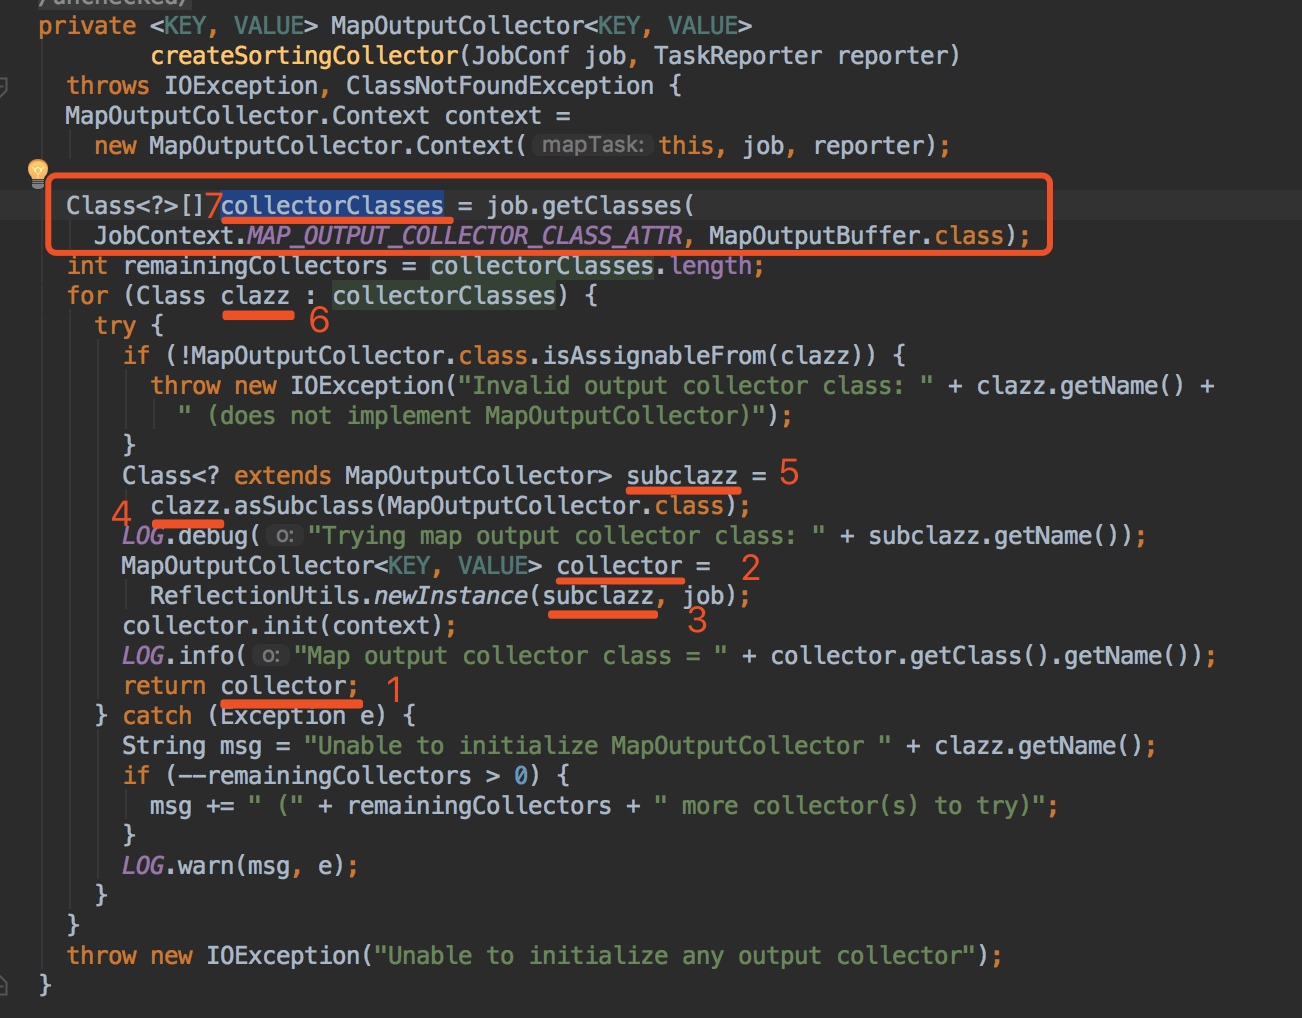 /unchecked/
private <KEY, VALUE> MapOutputCollector<KEY, VALUE>
createSortingCollector(JobConf job, TaskReporter reporter)
throws IOException, ClassNotFoundException {
MapOutputCollector.Context context =
new MapOutputCollector.Context( mapTask: this, job, reporter);
Class<?>[] 7 collectorClasses = job.getClasses(
JobContext.MAP_OUTPUT_COLLECTOR_CLASS_ATTR, MapOutputBuffer.class);
int remainingCollectors = collectorClasses.length;
for (Class clazz : collectorClasses) {
6
try {
if (!MapOutputCollector.class.isAssignableFrom(clazz)) {
throw new IOException("Invalid output collector class: " + clazz.getName() +
" (does not implement MapOutputCollector)");
}
Class<? extends MapOutputCollector> subclazz = 5
4 clazz.asSubclass(MapOutputCollector.class);
LOG.debug( o: "Trying map output collector class: " + subclazz.getName());
MapOutputCollector<KEY, VALUE> collector = 2
ReflectionUtils.newInstance(subclazz, job);
3
collector.init(context);
LOG.info( o: "Map output collector class = " + collector.getClass().getName());
return collector; 1
} catch (Exception e) {
String msg = "Unable to initialize MapOutputCollector " + clazz.getName();
if (--remainingCollectors > 0) {
msg += " (" + remainingCollectors + " more collector(s) to try)";
}
LOG.warn(msg, e);
}
}
throw new IOException("Unable to initialize any output collector");
}